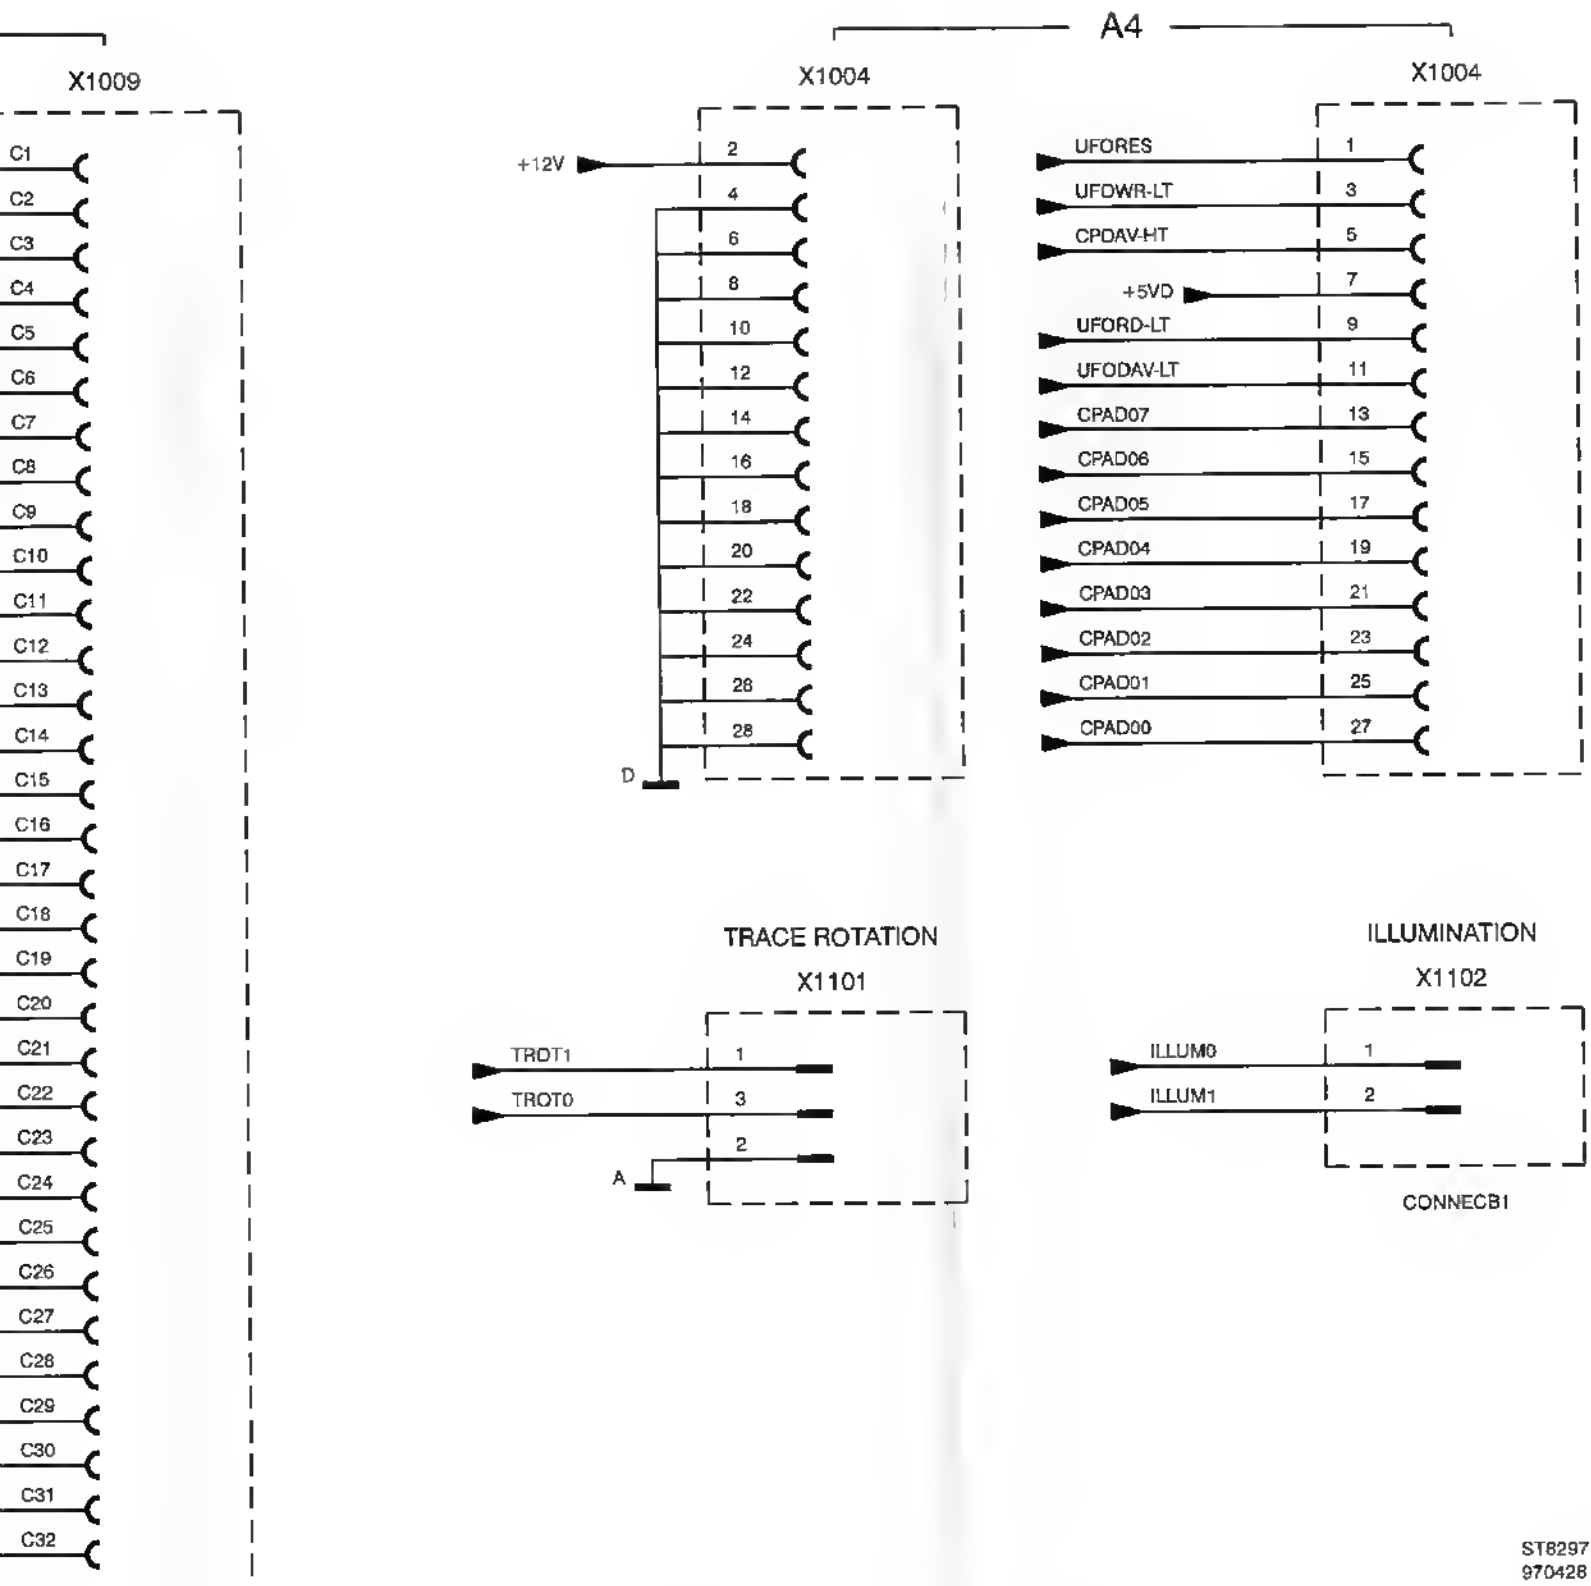 A4
X1009
C1
C2
C3
C4
C5
C6
C7
C8
C9
C10
C11
C12
C13
C14
C15
C16
C17
C18
C19
C20
C21
C22
C23
C24
C25
C26
C27
C28
C29
C30
C31
C32
X1004
+12V 2
4
6
8
10
12
14
16
18
20
22
24
26
28
D
X1004
UFORES 1
UFOWR-LT 3
CPDAV-HT 5
+5VD 7
UFORD-LT 9
UFODAV-LT 11
CPAD07 13
CPAD06 15
CPAD05 17
CPAD04 19
CPAD03 21
CPAD02 23
CPAD01 25
CPAD00 27
TRACE ROTATION
X1101
TROT1 1
TROT0 3
2
A
ILLUMINATION
X1102
ILLUM0 1
ILLUM1 2
CONNECB1
ST8297
970428